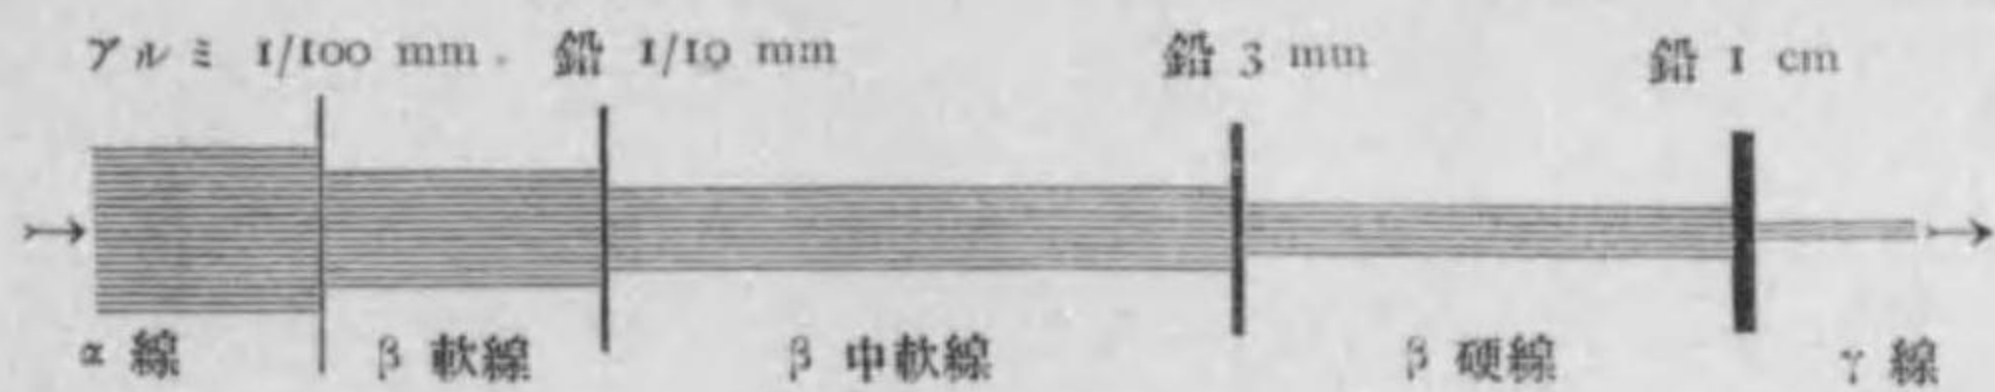 アルミ 1/100 mm. 鉛 1/10 mm 鉛 3 mm 鉛 1 cm
α 線 β 軟線 β 中軟線 β 硬線 γ 線